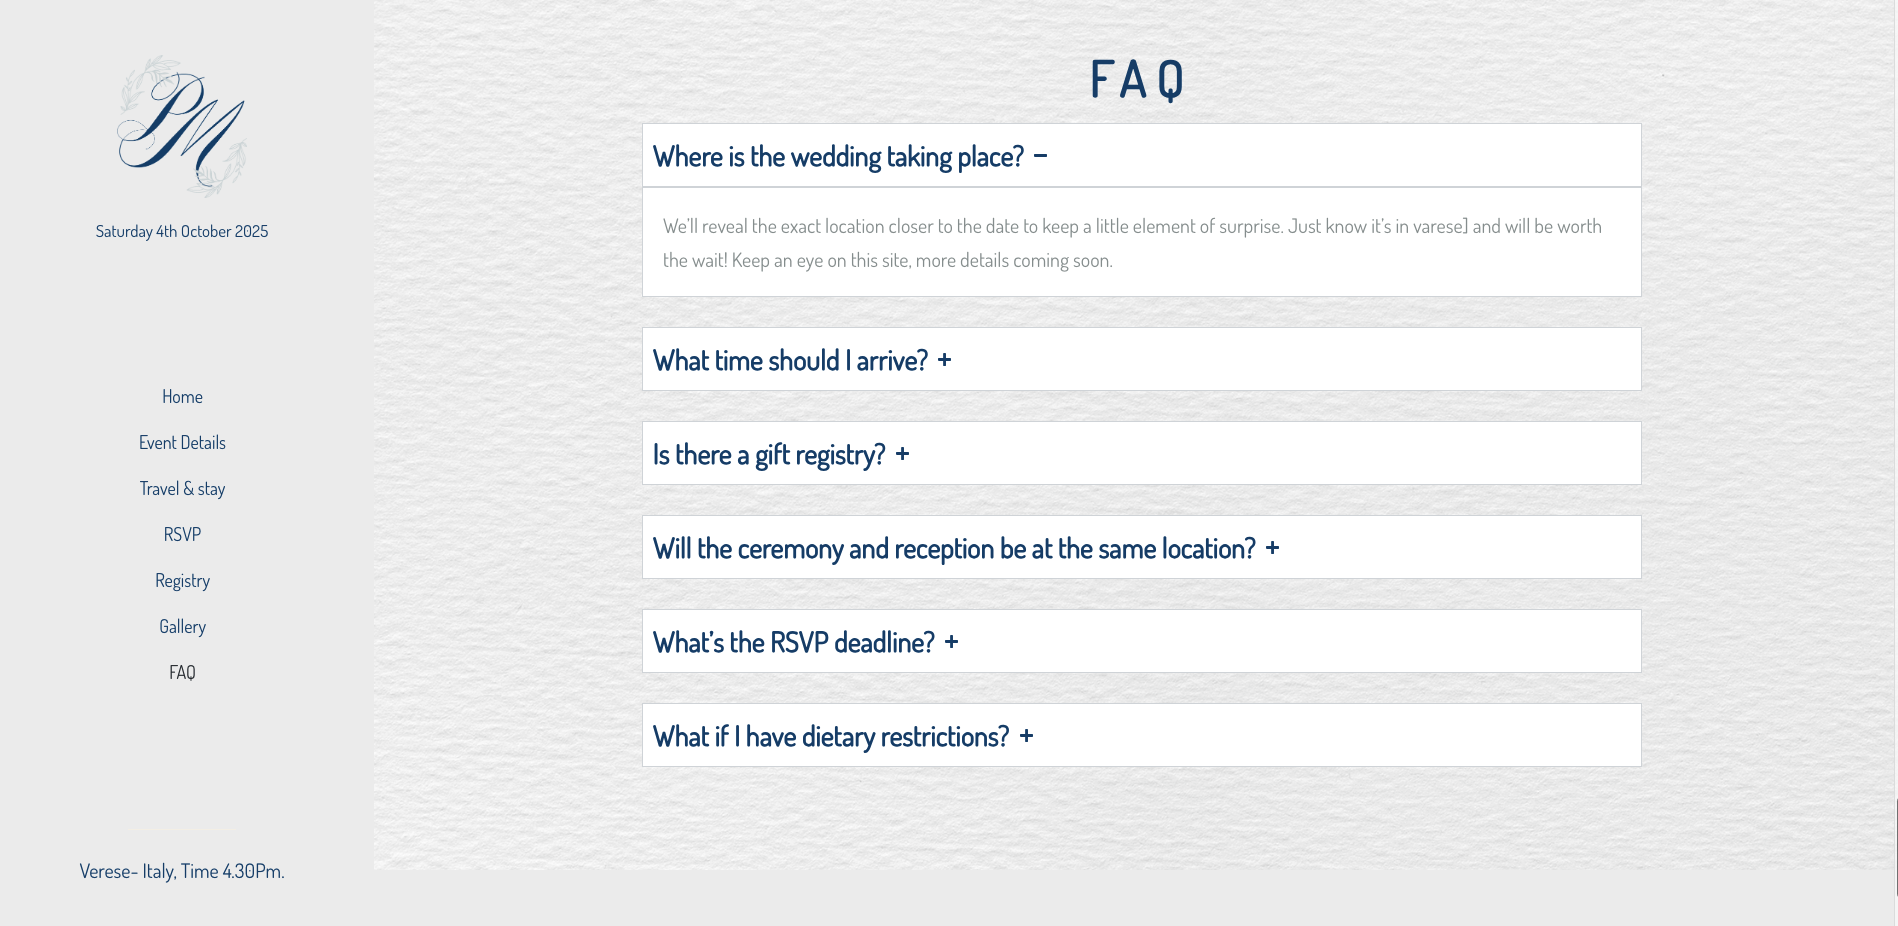 PM
Saturday 4th October 2025
Home
Event Details
Travel & stay
RSVP
Registry
Gallery
FAQ
Verese- Italy, Time 4.30Pm.
FAQ
Where is the wedding taking place? −
We’ll reveal the exact location closer to the date to keep a little element of surprise. Just know it’s in varese] and will be worth
the wait! Keep an eye on this site, more details coming soon.
What time should I arrive? +
Is there a gift registry? +
Will the ceremony and reception be at the same location? +
What’s the RSVP deadline? +
What if I have dietary restrictions? +